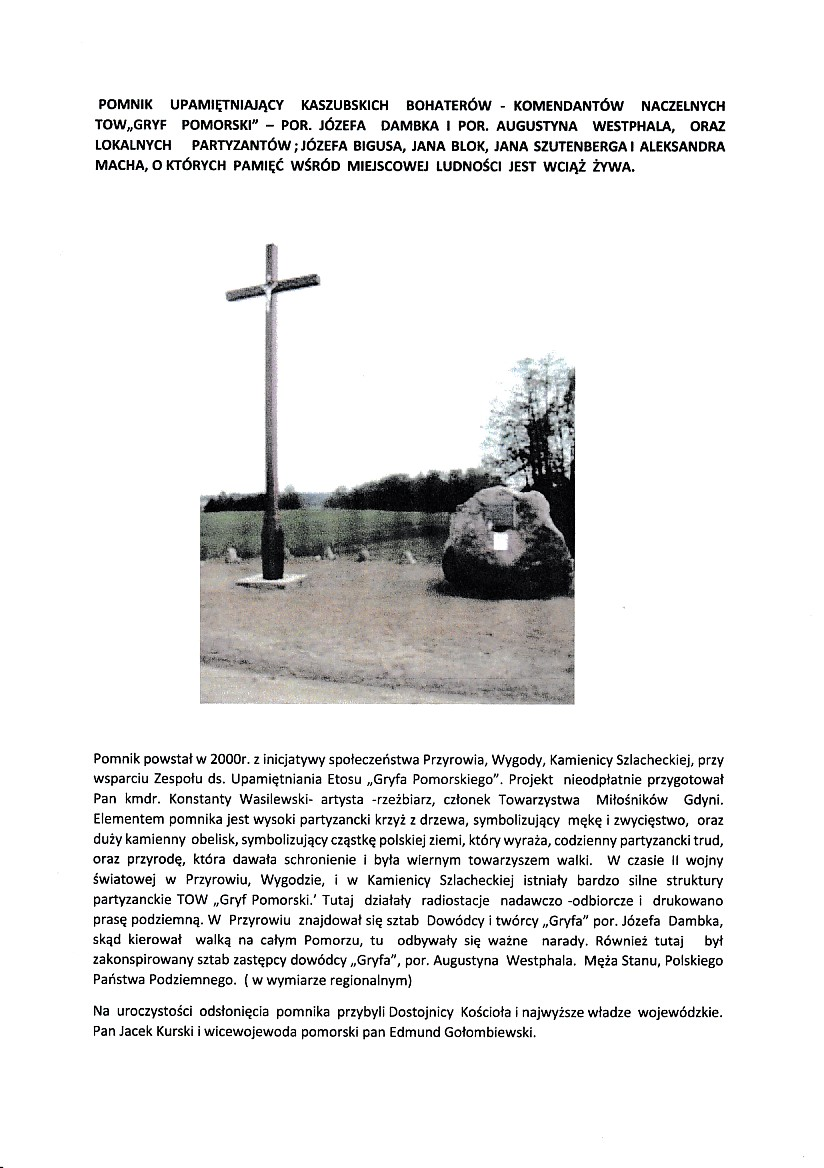 POMNIK UPAMIĘTNIAJĄCY KASZUBSKICH BOHATERÓW - KOMENDANTÓW NACZELNYCH
TOW„GRYF POMORSKI” – POR. JÓZEFA DAMBKA I POR. AUGUSTYNA WESTPHALA, ORAZ
LOKALNYCH PARTYZANTÓW ; JÓZEFA BIGUSA, JANA BLOK, JANA SZUTENBERGA I ALEKSANDRA
MACHA, O KTÓRYCH PAMIĘĆ WŚRÓD MIEJSCOWEJ LUDNOŚCI JEST WCIĄŻ ŻYWA.
Pomnik powstał w 2000r. z inicjatywy społeczeństwa Przyrowia, Wygody, Kamienicy Szlacheckiej, przy
wsparciu Zespołu ds. Upamiętniania Etosu „Gryfa Pomorskiego”. Projekt nieodpłatnie przygotował
Pan kmdr. Konstanty Wasilewski- artysta -rzeźbiarz, członek Towarzystwa Miłośników Gdyni.
Elementem pomnika jest wysoki partyzancki krzyż z drzewa, symbolizujący mękę i zwycięstwo, oraz
duży kamienny obelisk, symbolizujący cząstkę polskiej ziemi, który wyraża, codzienny partyzancki trud,
oraz przyrodę, która dawała schronienie i była wiernym towarzyszem walki. W czasie II wojny
światowej w Przyrowiu, Wygodzie, i w Kamienicy Szlacheckiej istniały bardzo silne struktury
partyzanckie TOW „Gryf Pomorski.’ Tutaj działały radiostacje nadawczo -odbiorcze i drukowano
prasę podziemną. W Przyrowiu znajdował się sztab Dowódcy i twórcy „Gryfa” por. Józefa Dambka,
skąd kierował walką na całym Pomorzu, tu odbywały się ważne narady. Również tutaj był
zakonspirowany sztab zastępcy dowódcy „Gryfa”, por. Augustyna Westphala. Męża Stanu, Polskiego
Państwa Podziemnego. ( w wymiarze regionalnym)
Na uroczystości odsłonięcia pomnika przybyli Dostojnicy Kościoła i najwyższe władze wojewódzkie.
Pan Jacek Kurski i wicewojewoda pomorski pan Edmund Gołombiewski.